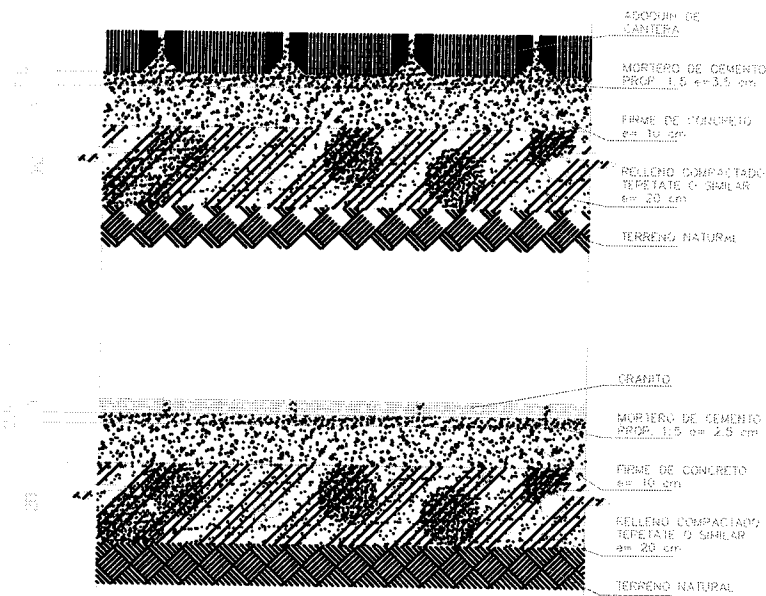 ADOQUIN DE
CANTERA
MORTERO DE CEMENTO
PROP. 1:5 e=3.5 cm
FIRME DE CONCRETO
e= 10 cm
RELLENO COMPACTADO
TEPETATE O SIMILAR
e= 20 cm
TERRENO NATURAL
GRANITO
MORTERO DE CEMENTO
PROP. 1:5 e= 2.5 cm
FIRME DE CONCRETO
e= 10 cm
RELLENO COMPACTADO
TEPETATE O SIMILAR
e= 20 cm
TERRENO NATURAL